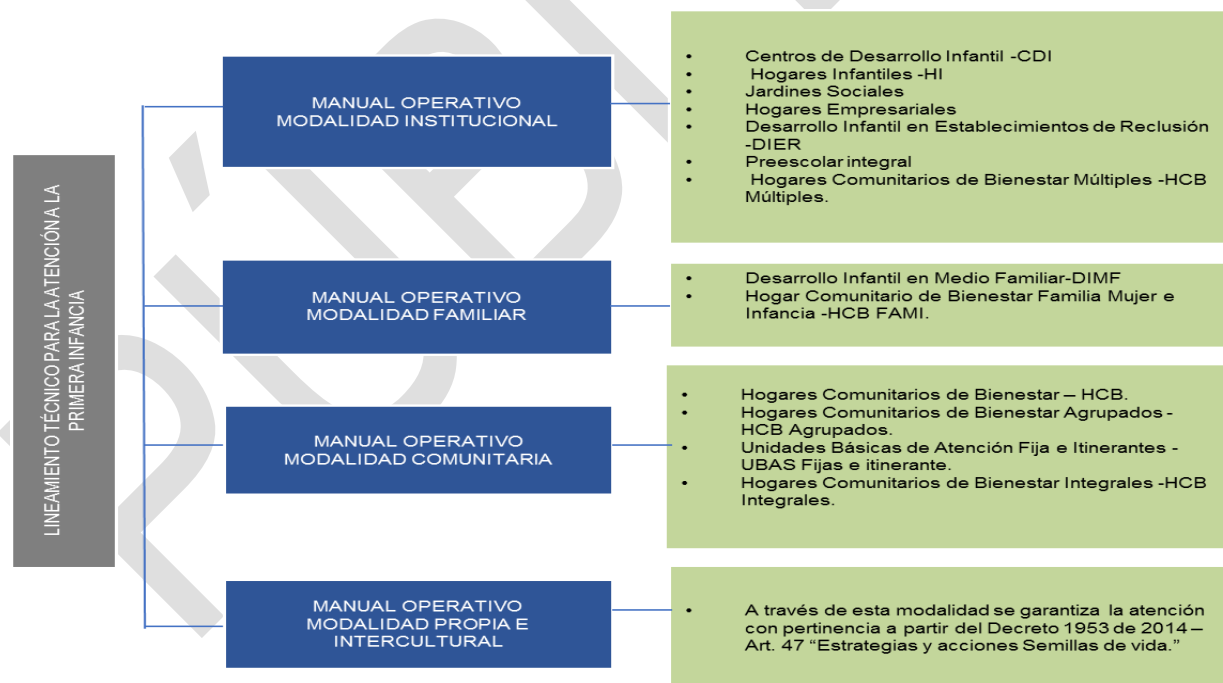 LINEAMIENTO TÉCNICO PARA LA ATENCIÓN A LA
PRIMERA INFANCIA
MANUAL OPERATIVO
MODALIDAD INSTITUCIONAL
• Centros de Desarrollo Infantil -CDI
• Hogares Infantiles -HI
• Jardines Sociales
• Hogares Empresariales
• Desarrollo Infantil en Establecimientos de Reclusión
-DIER
• Preescolar integral
• Hogares Comunitarios de Bienestar Múltiples -HCB
Múltiples.
MANUAL OPERATIVO
MODALIDAD FAMILIAR
• Desarrollo Infantil en Medio Familiar-DIMF
• Hogar Comunitario de Bienestar Familia Mujer e
Infancia -HCB FAMI.
MANUAL OPERATIVO
MODALIDAD COMUNITARIA
• Hogares Comunitarios de Bienestar – HCB.
• Hogares Comunitarios de Bienestar Agrupados -
HCB Agrupados.
• Unidades Básicas de Atención Fija e Itinerantes -
UBAS Fijas e itinerante.
• Hogares Comunitarios de Bienestar Integrales -HCB
Integrales.
MANUAL OPERATIVO
MODALIDAD PROPIA E
INTERCULTURAL
• A través de esta modalidad se garantiza la atención
con pertinencia a partir del Decreto 1953 de 2014 –
Art. 47 “Estrategias y acciones Semillas de vida.”